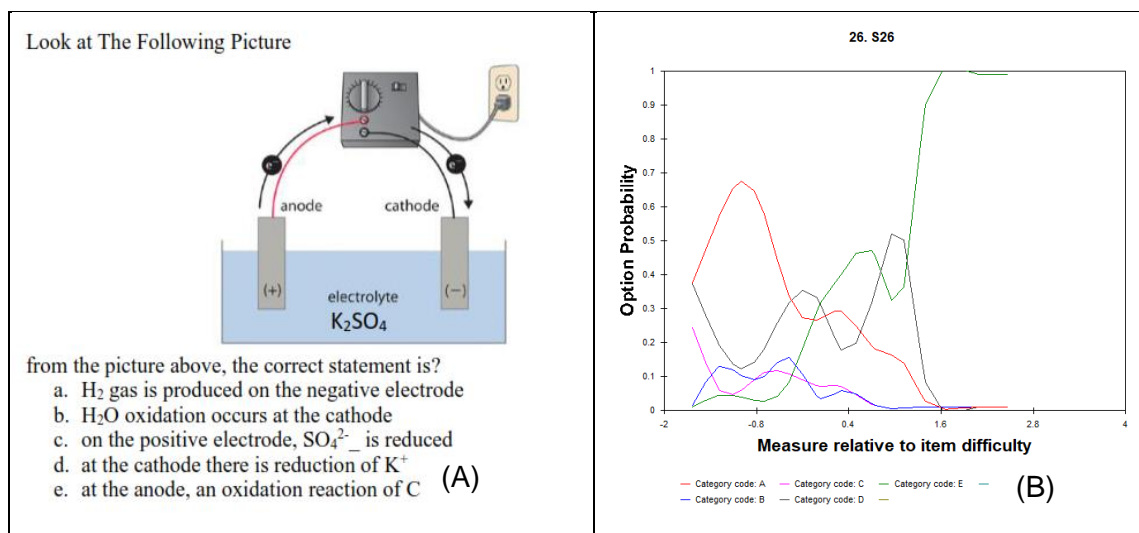 Look at The Following Picture
e⁻
e⁻
anode
cathode
(+)
(−)
electrolyte
K₂SO₄
from the picture above, the correct statement is?
a. H₂ gas is produced on the negative electrode
b. H₂O oxidation occurs at the cathode
c. on the positive electrode, SO₄²⁻_ is reduced
d. at the cathode there is reduction of K⁺
e. at the anode, an oxidation reaction of C
(A)
26. S26
Option Probability
1
0.9
0.8
0.7
0.6
0.5
0.4
0.3
0.2
0.1
0
-2
-0.8
0.4
1.6
2.8
4
Measure relative to item difficulty
Category code: A
Category code: C
Category code: E
Category code: B
Category code: D
(B)